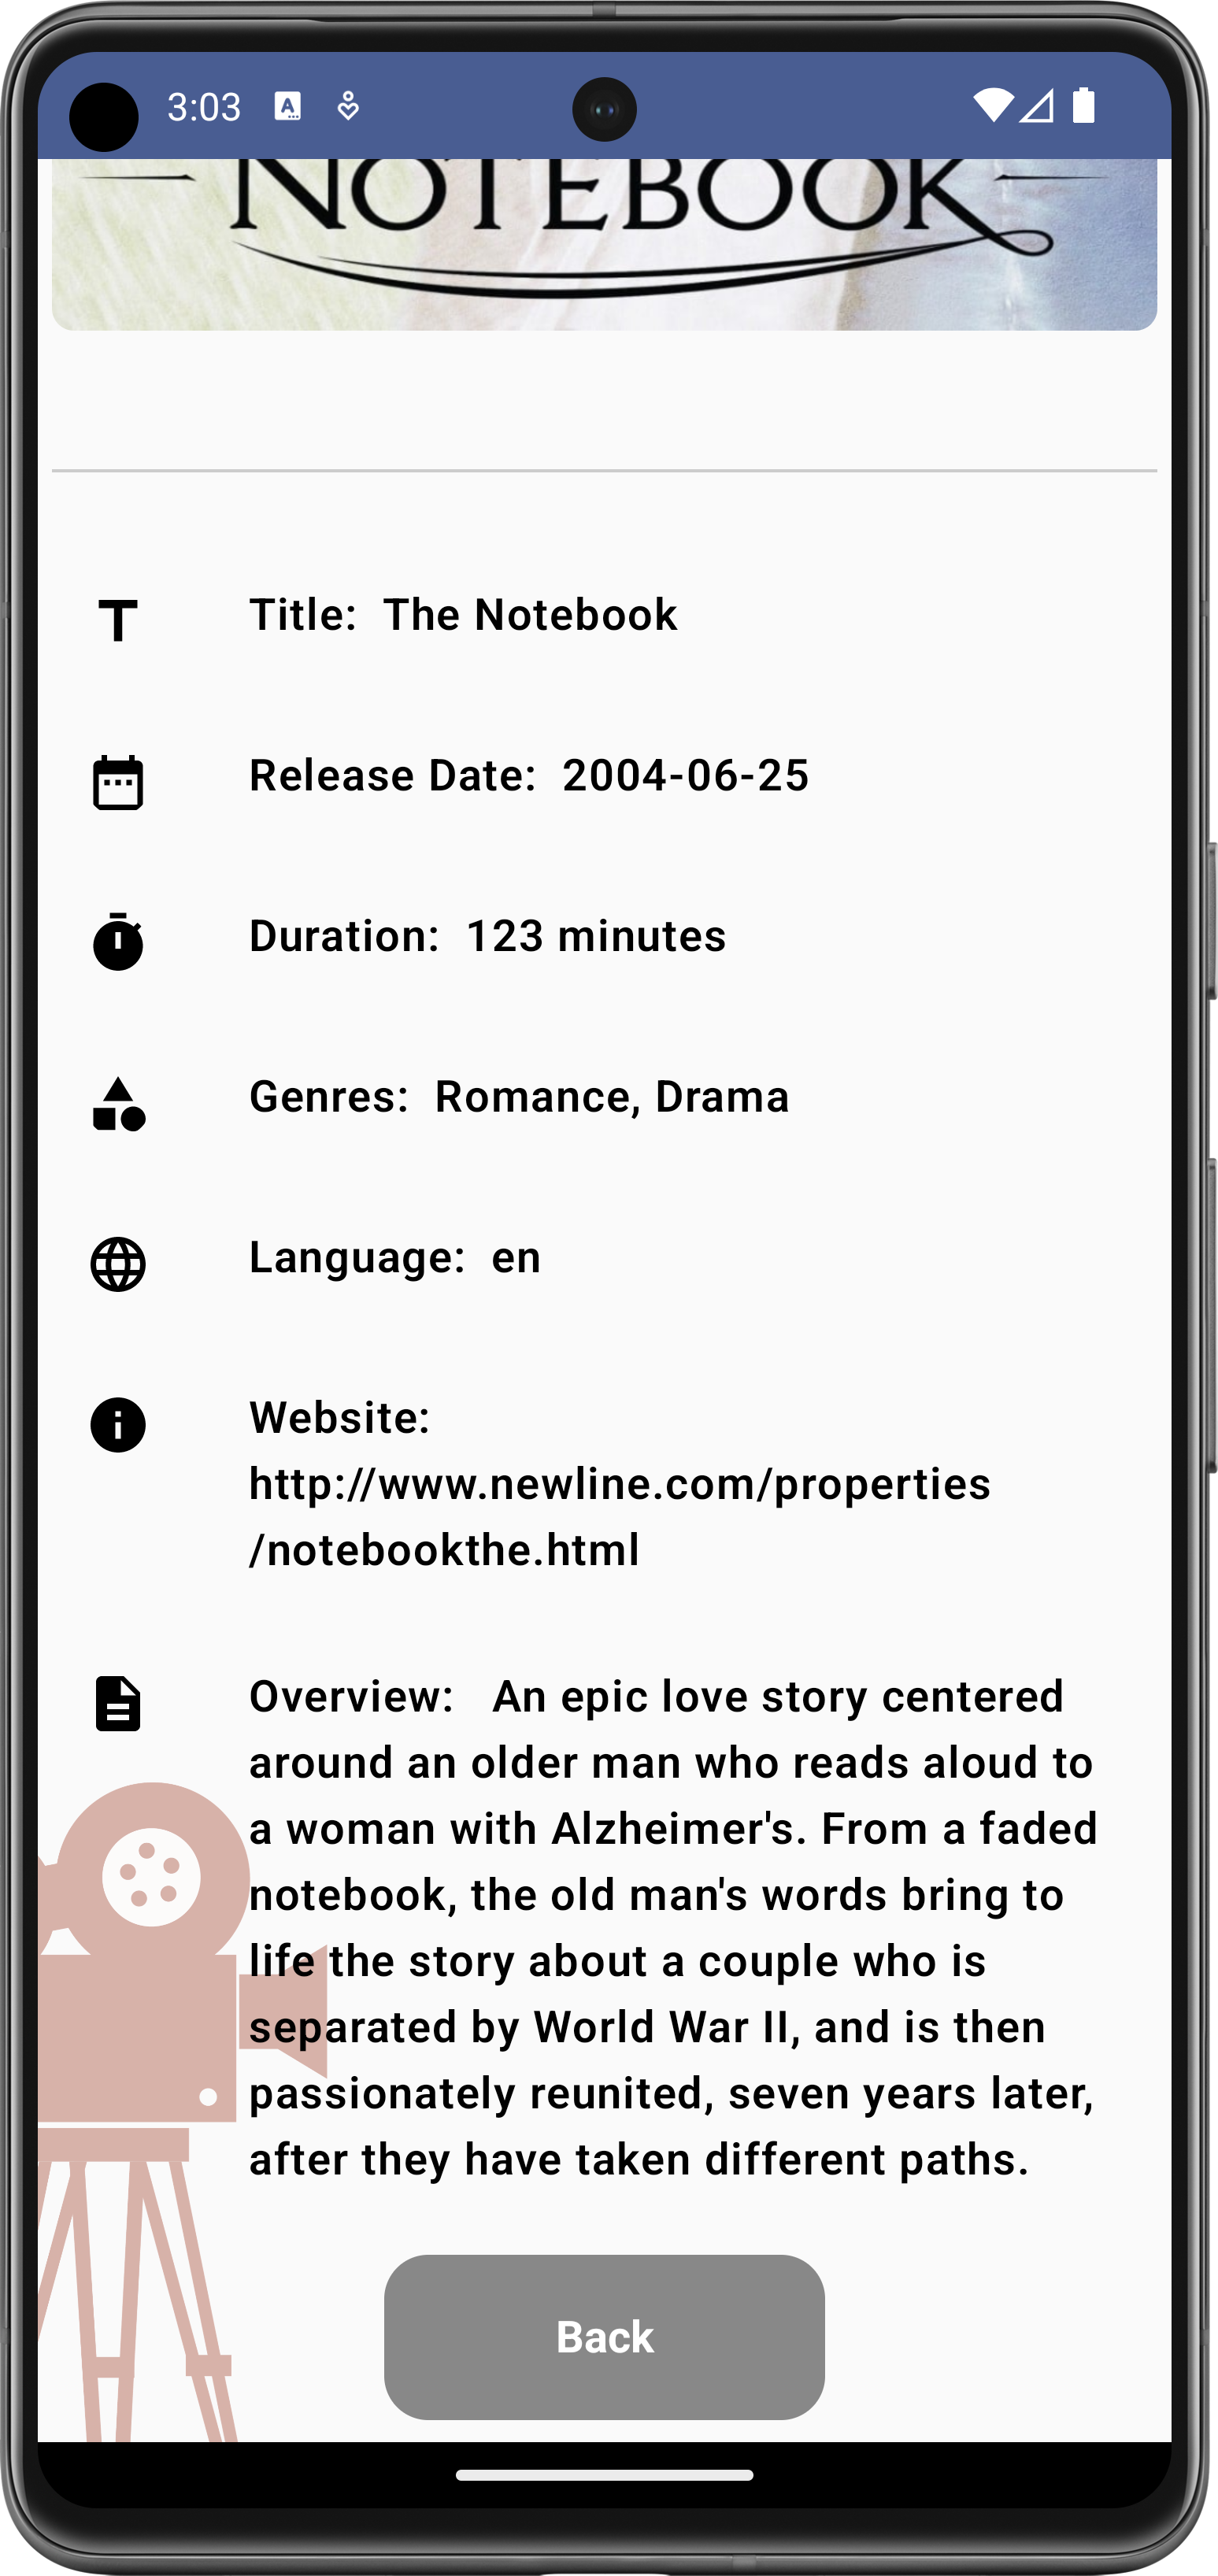 3:03
NOTEBOOK
Title: The Notebook
Release Date: 2004-06-25
Duration: 123 minutes
Genres: Romance, Drama
Language: en
Website:
http://www.newline.com/properties
/notebookthe.html
Overview: An epic love story centered
around an older man who reads aloud to
a woman with Alzheimer's. From a faded
notebook, the old man's words bring to
life the story about a couple who is
separated by World War II, and is then
passionately reunited, seven years later,
after they have taken different paths.
Back